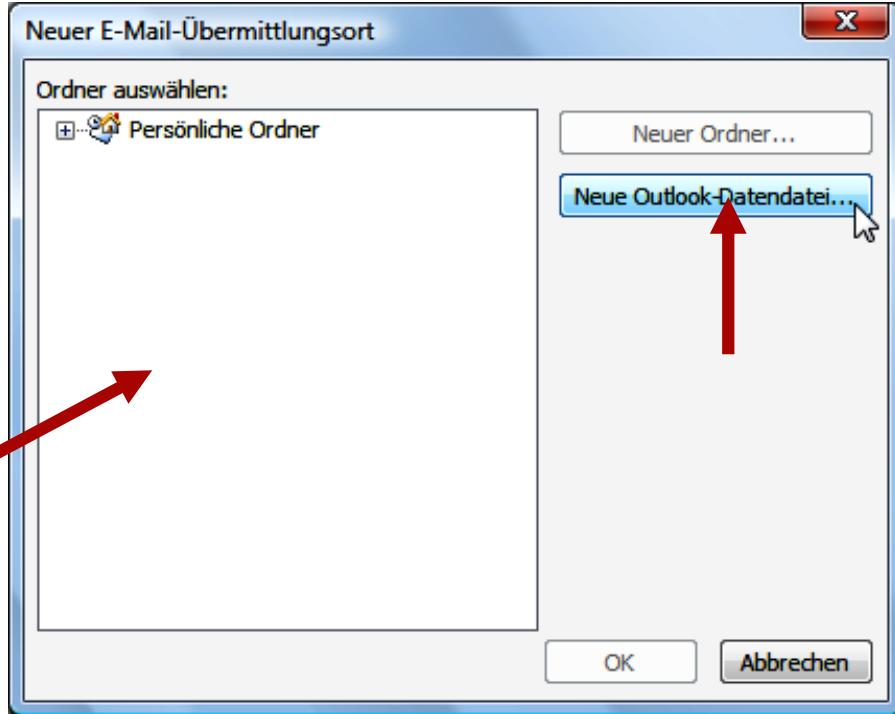 Neuer E-Mail-Übermittlungsort
Ordner auswählen:
Persönliche Ordner
Neuer Ordner...
Neue Outlook-Datendatei...
OK
Abbrechen